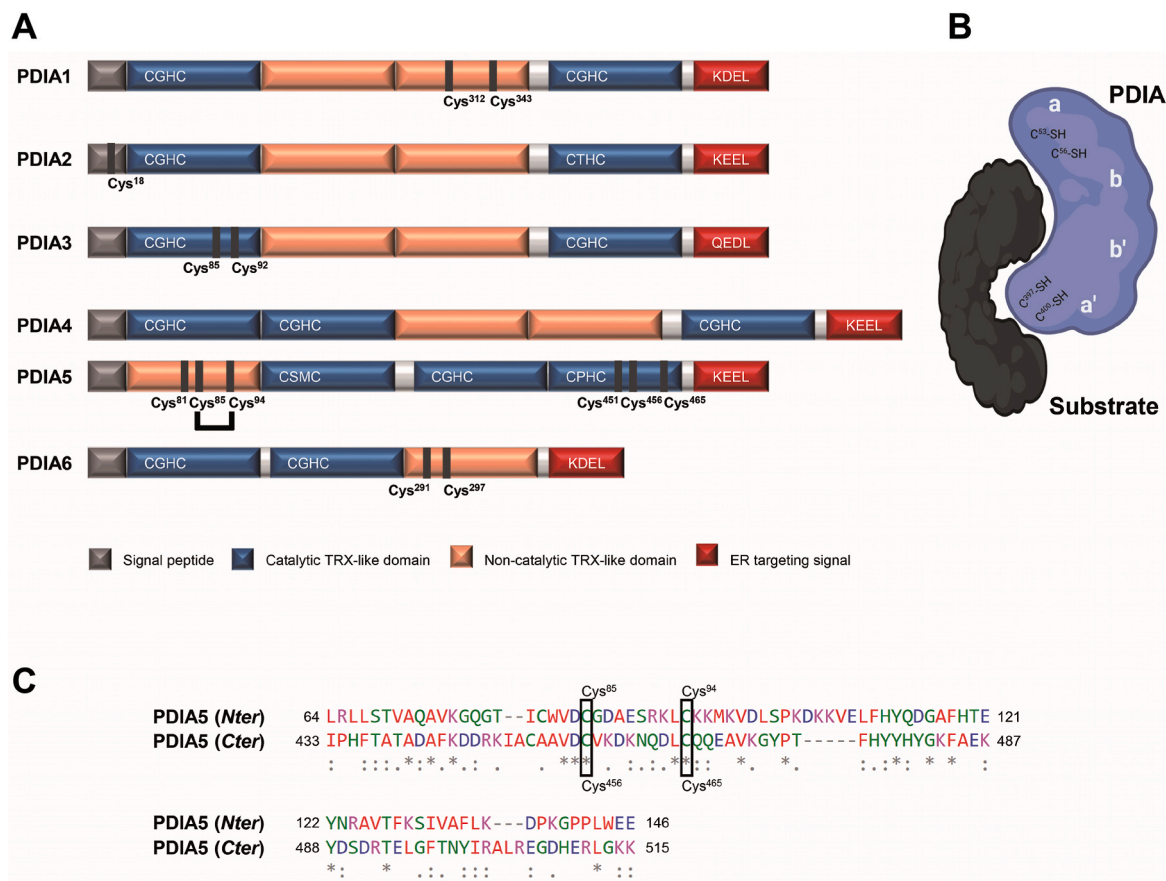 A
B
PDIA1 CGHC CGHC KDEL
Cys312 Cys343
PDIA2 CGHC CTHC KEEL
Cys18
PDIA3 CGHC CGHC QEDL
Cys85 Cys92
PDIA4 CGHC CGHC CGHC KEEL
PDIA5 CSMC CGHC CPHC KEEL
Cys81 Cys85 Cys94 Cys451 Cys456 Cys465
PDIA6 CGHC CGHC KDEL
Cys291 Cys297
Signal peptide Catalytic TRX-like domain Non-catalytic TRX-like domain ER targeting signal
PDIA
a
C53-SH
C56-SH
b
b'
C397-SH
C400-SH
a'
Substrate
C
Cys85 Cys94
PDIA5 (Nter) 64 LRLLSTVAQAVKGQGT--ICWVDCGDAESRKLCKKMKVDLSPKDKKVELFHYQDGAFHTE 121
PDIA5 (Cter) 433 IPHFTATADAFKDDRKIACAAVDCVKDKNQDLCQQEAVKGYPT-----FHYYHYGKFAEK 487
: :::.*:*.* .: . ***. .: .** * *. :.:* * * :
Cys456 Cys465
PDIA5 (Nter) 122 YNRAVTFKSIVAFLK---DPKGPPLWEE 146
PDIA5 (Cter) 488 YDSDRTELGFTNYIRALREGDHERLGKK 515
*: * .:. ::: :. * ::